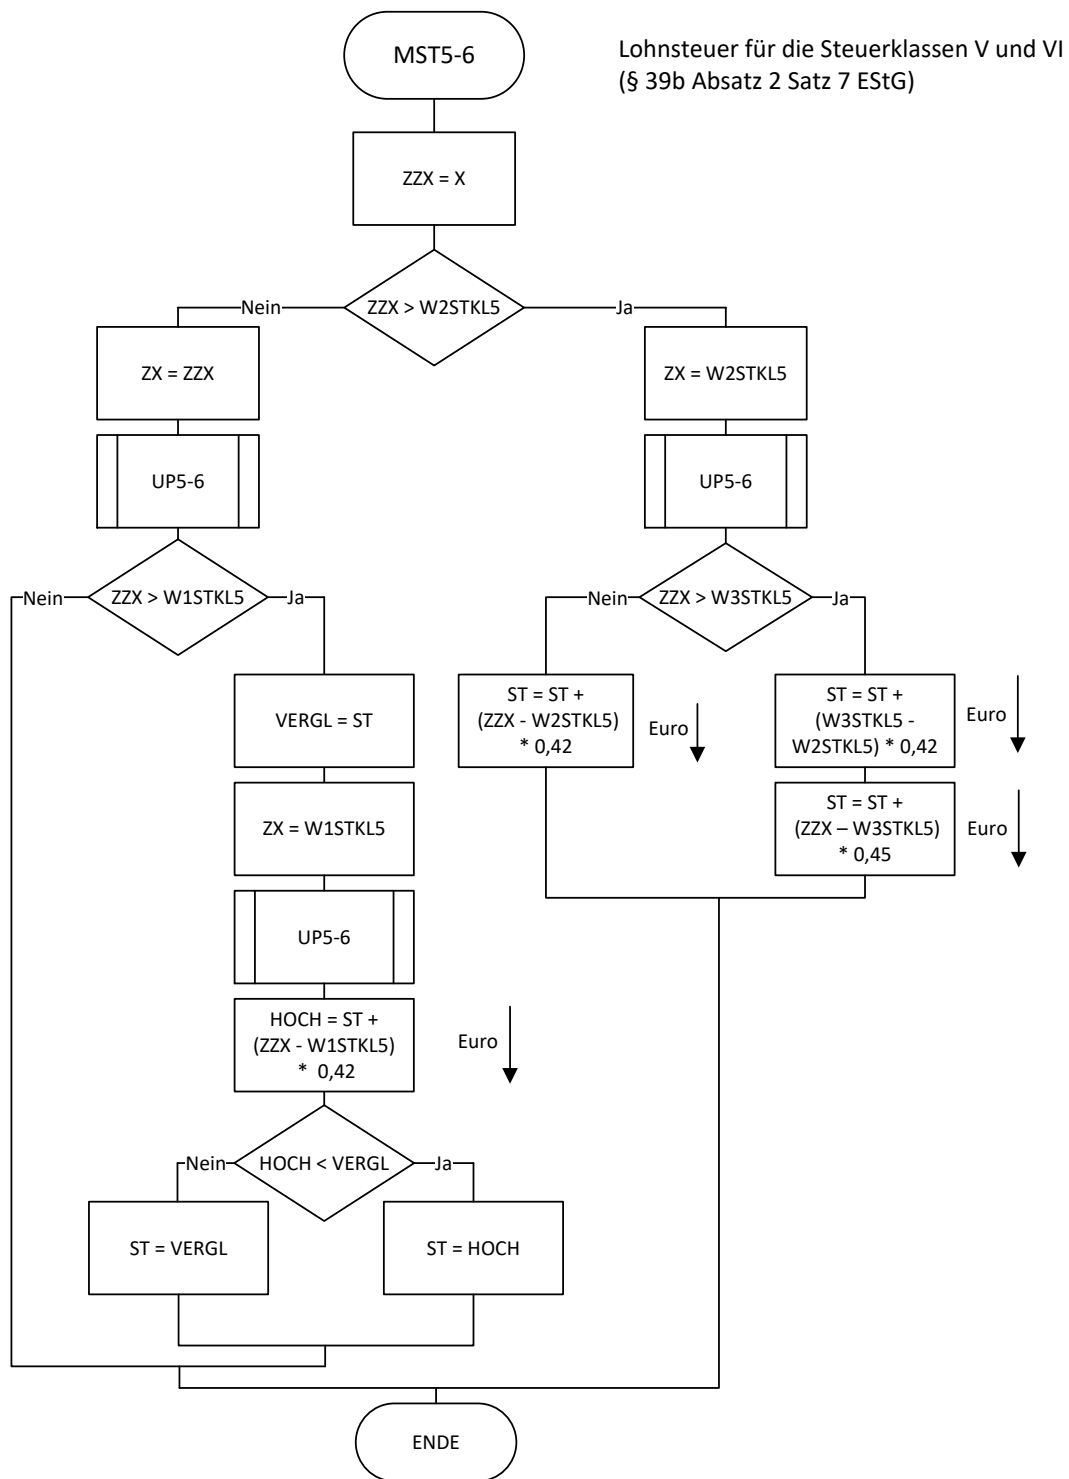 MST5-6
Lohnsteuer für die Steuerklassen V und VI
(§ 39b Absatz 2 Satz 7 EStG)
ZZX = X
ZZX > W2STKL5
Nein
Ja
ZX = ZZX
ZX = W2STKL5
UP5-6
UP5-6
Nein
ZZX > W1STKL5
Ja
Nein
ZZX > W3STKL5
Ja
VERGL = ST
ST = ST +
(ZZX - W2STKL5)
* 0,42
Euro
ST = ST +
(W3STKL5 -
W2STKL5) * 0,42
Euro
ZX = W1STKL5
ST = ST +
(ZZX – W3STKL5)
* 0,45
Euro
UP5-6
HOCH = ST +
(ZZX - W1STKL5)
* 0,42
Euro
Nein
HOCH < VERGL
Ja
ST = VERGL
ST = HOCH
ENDE